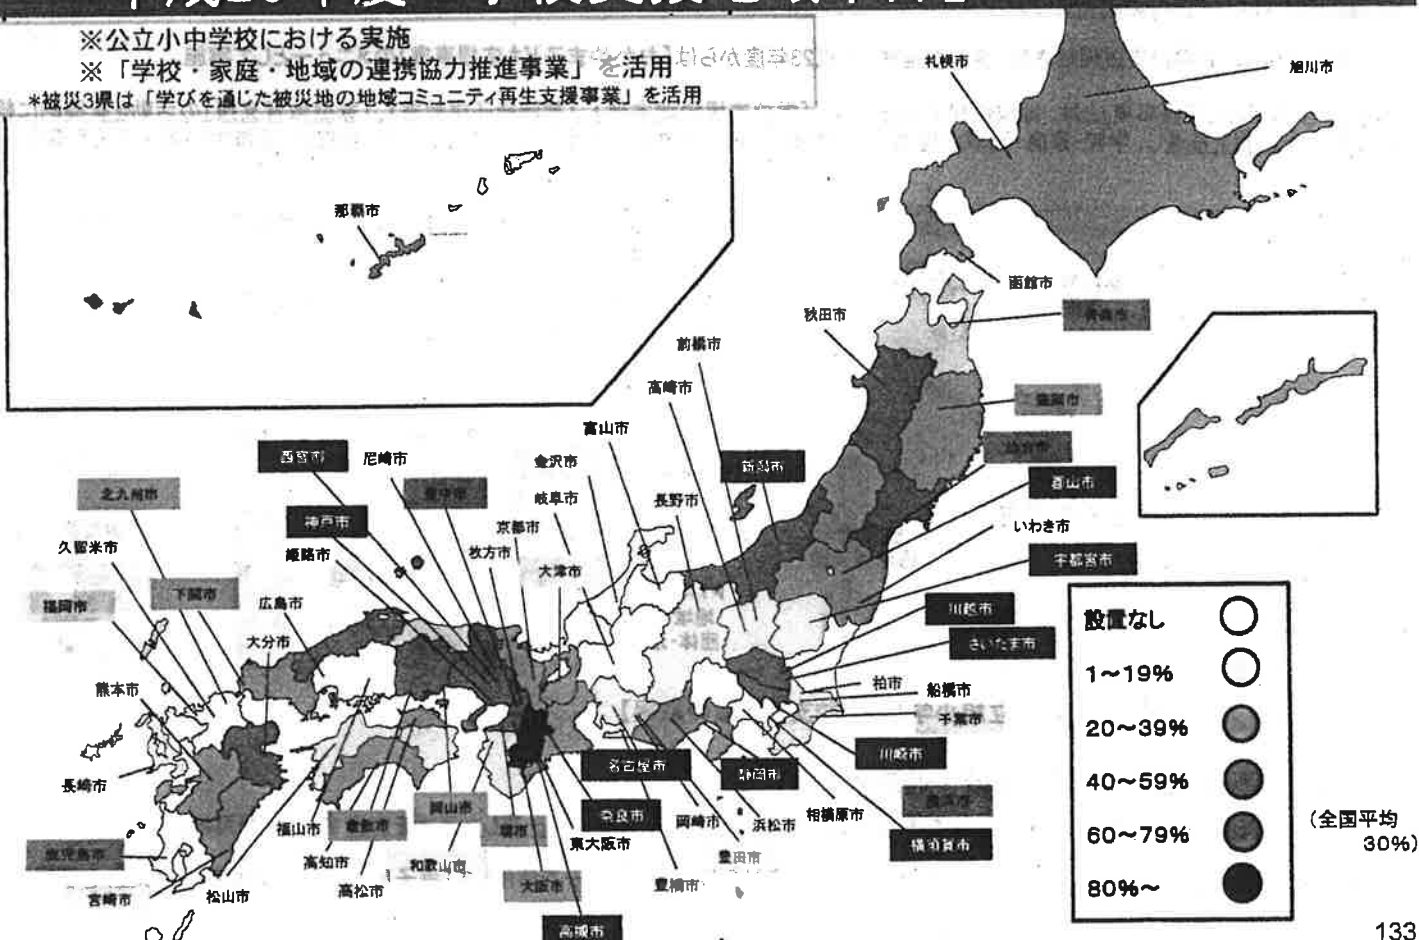 ※公立小中学校における実施
※「学校・家庭・地域の連携協力推進事業」を活用
*被災3県は「学びを通じた被災地の地域コミュニティ再生支援事業」を活用
札幌市
旭川市
那覇市
函館市
秋田市
青森市
前橋市
高崎市
盛岡市
富山市
仙台市
西宮市
尼崎市
金沢市
新潟市
郡山市
北九州市
豊中市
岐阜市
長野市
神戸市
京都市
いわき市
久留米市
姫路市
枚方市
宇都宮市
大津市
下関市
福岡市
広島市
川越市
大分市
さいたま市
熊本市
柏市
船橋市
千葉市
川崎市
名古屋市
静岡市
長崎市
岡山市
奈良市
横浜市
相模原市
福山市
倉敷市
堺市
岡崎市
浜松市
東大阪市
横須賀市
鹿児島市
高知市
和歌山市
豊田市
宮崎市
松山市
高松市
大阪市
豊橋市
高槻市
設置なし
1～19%
20～39%
40～59%
60～79%
80%～
(全国平均
30%)
133